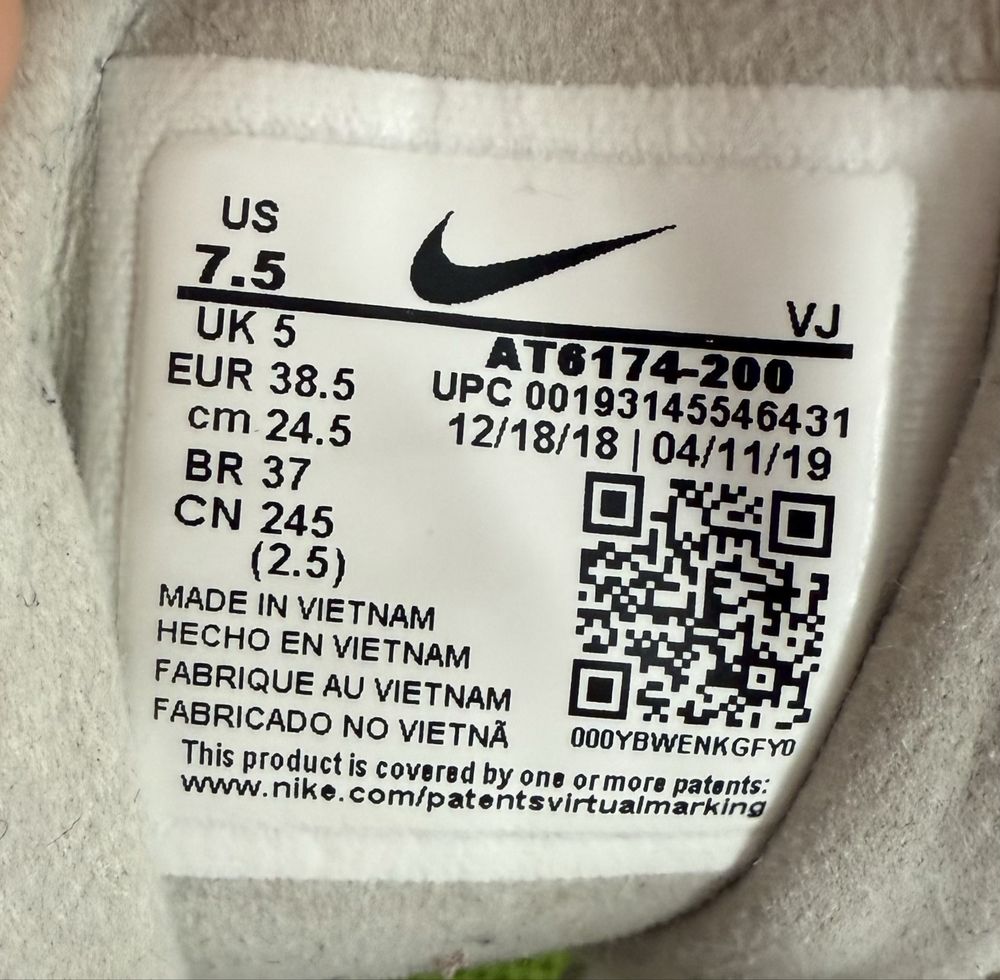 US
7.5
VJ
UK 5
AT6174-200
EUR 38.5
UPC 00193145546431
cm 24.5
12/18/18 | 04/11/19
BR 37
CN 245
(2.5)
MADE IN VIETNAM
HECHO EN VIETNAM
FABRIQUE AU VIETNAM
FABRICADO NO VIETNÃ
000YBWENKGFY0
This product is covered by one or more patents:
www.nike.com/patentsvirtualmarking